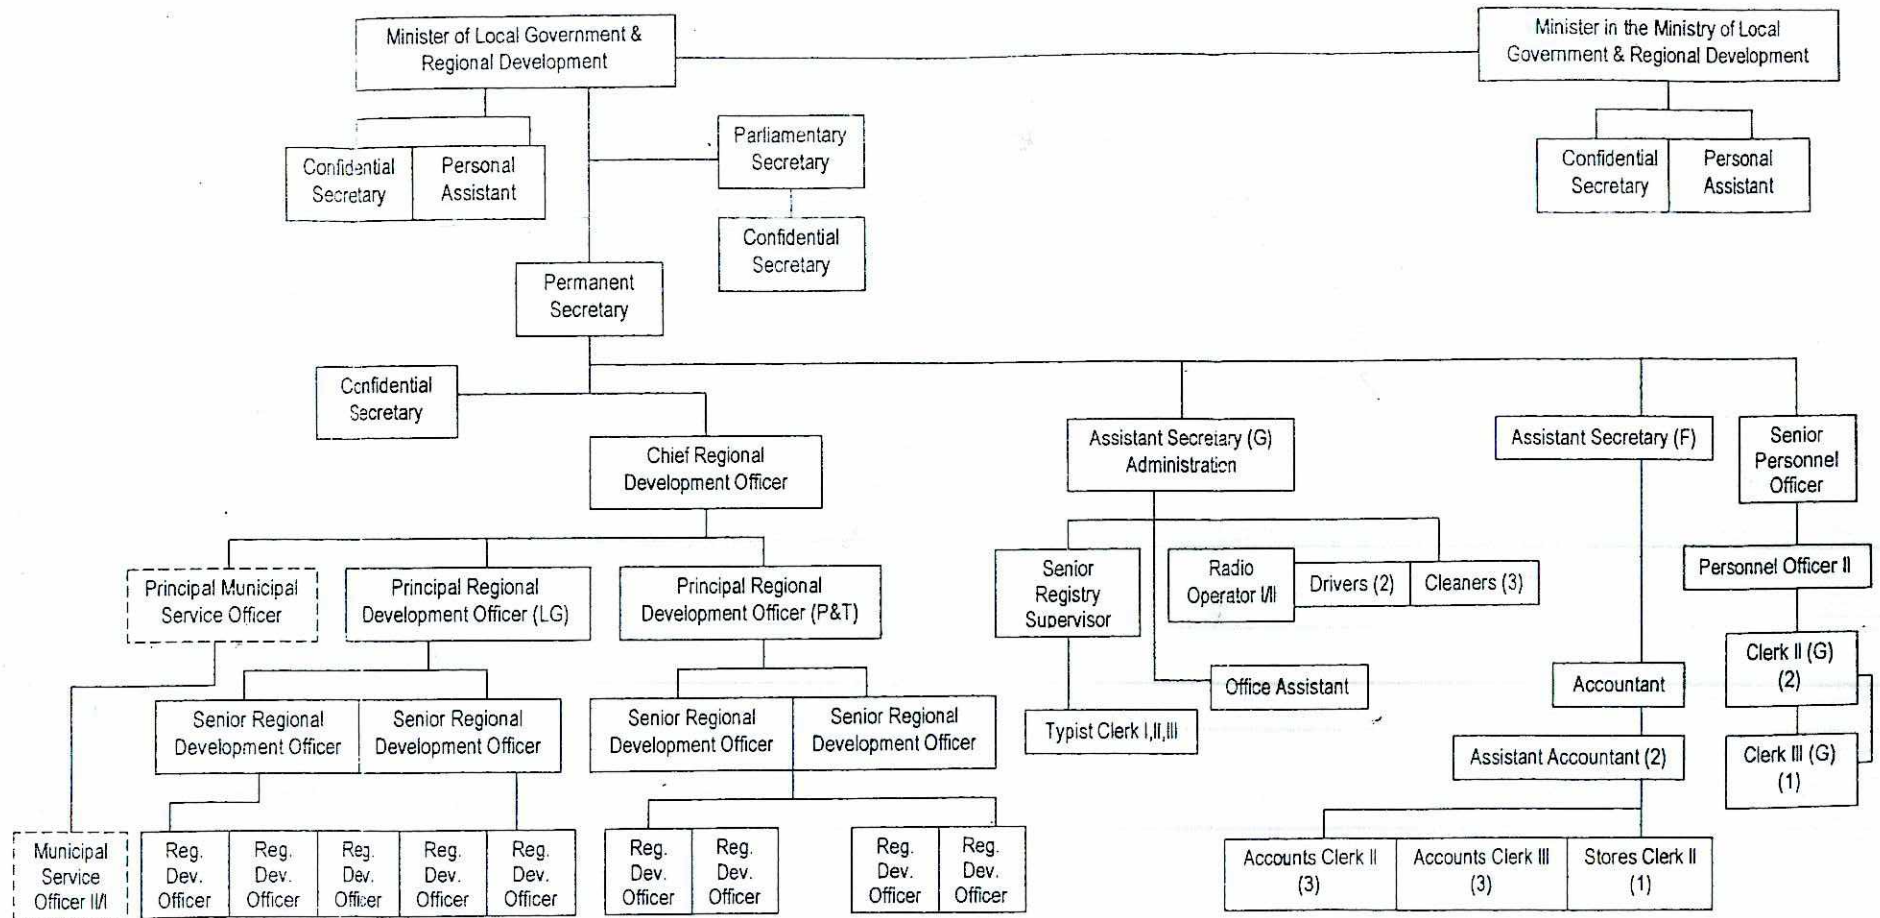 Minister of Local Government &
Regional Development
Minister in the Ministry of Local
Government & Regional Development
Confidential
Secretary
Personal
Assistant
Parliamentary
Secretary
Confidential
Secretary
Confidential
Secretary
Personal
Assistant
Permanent
Secretary
Confidential
Secretary
Chief Regional
Development Officer
Assistant Secretary (G)
Administration
Assistant Secretary (F)
Senior
Personnel
Officer
Principal Municipal
Service Officer
Principal Regional
Development Officer (LG)
Principal Regional
Development Officer (P&T)
Senior
Registry
Supervisor
Radio
Operator I/II
Drivers (2)
Cleaners (3)
Personnel Officer II
Office Assistant
Typist Clerk I,II,III
Accountant
Clerk II (G)
(2)
Senior Regional
Development Officer
Senior Regional
Development Officer
Senior Regional
Development Officer
Senior Regional
Development Officer
Assistant Accountant (2)
Clerk III (G)
(1)
Municipal
Service
Officer II/I
Reg.
Dev.
Officer
Reg.
Dev.
Officer
Reg.
Dev.
Officer
Reg.
Dev.
Officer
Reg.
Dev.
Officer
Reg.
Dev.
Officer
Reg.
Dev.
Officer
Reg.
Dev.
Officer
Reg.
Dev.
Officer
Accounts Clerk II
(3)
Accounts Clerk III
(3)
Stores Clerk II
(1)